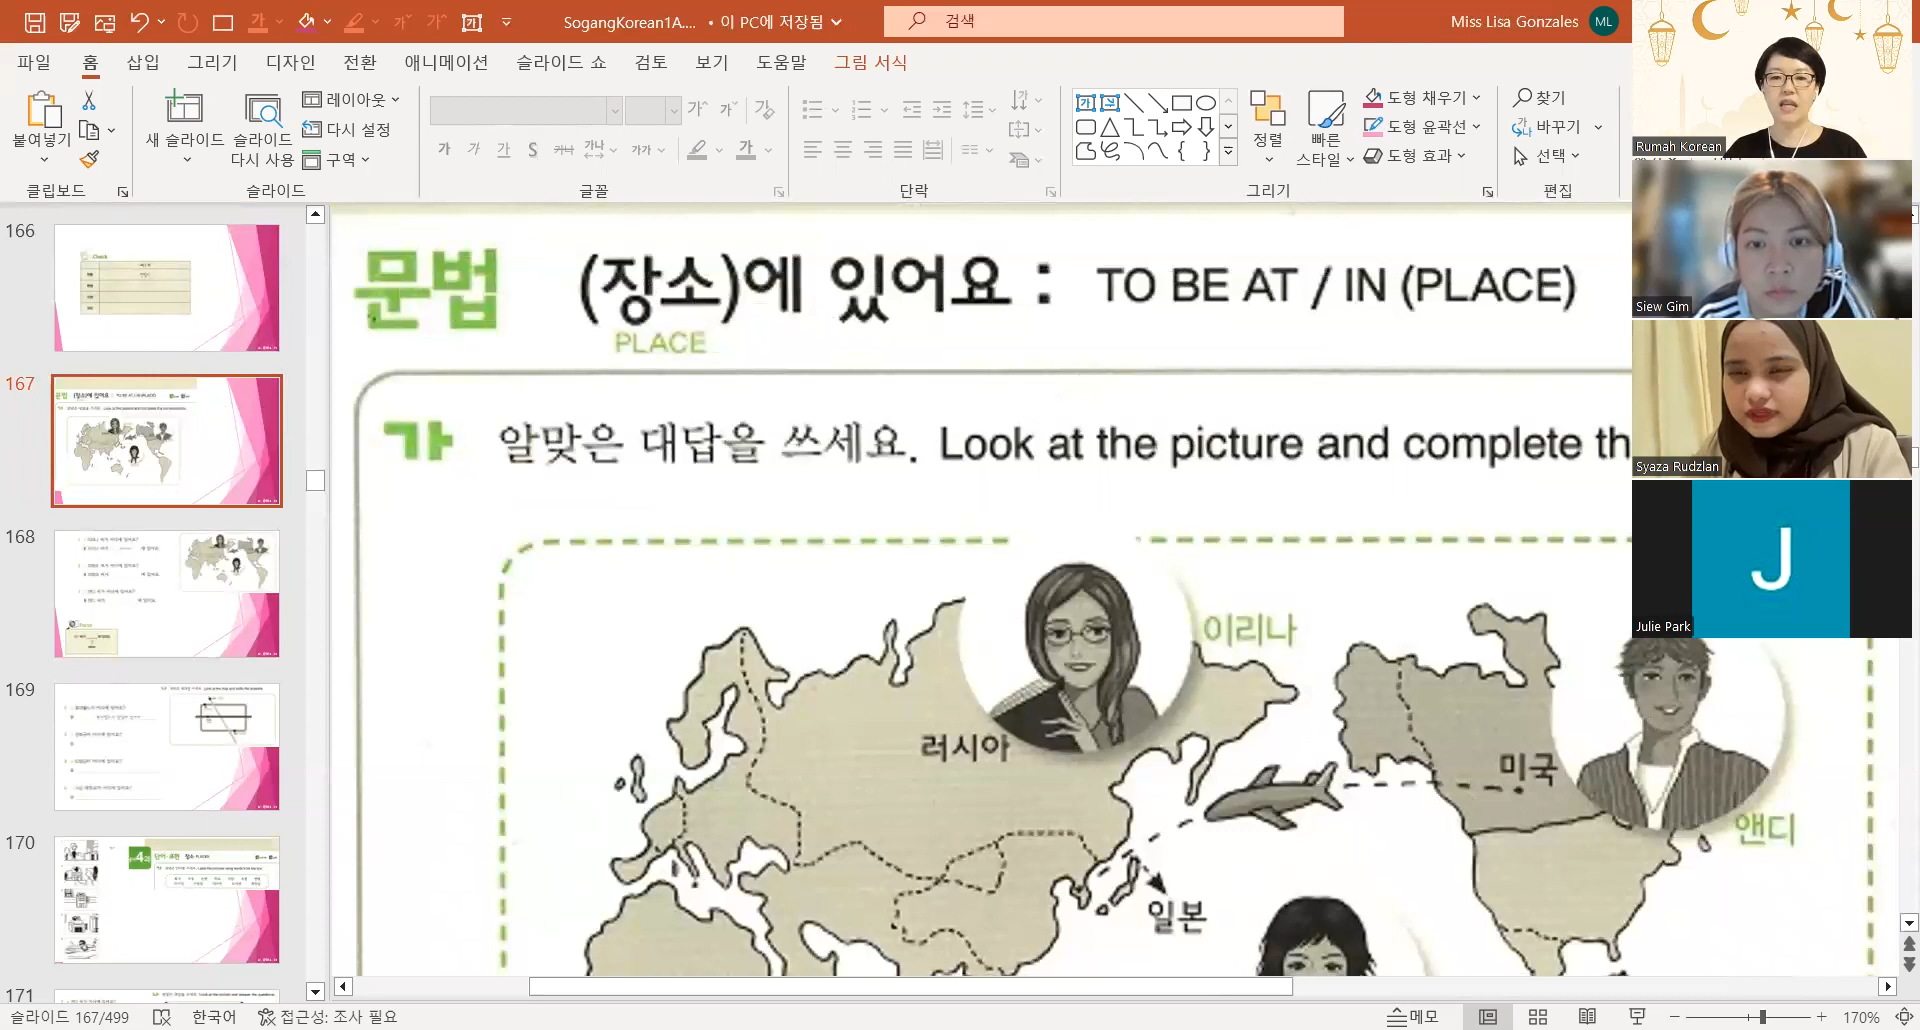 SogangKorean1A.... • 이 PC에 저장됨
검색
Miss Lisa Gonzales
ML
파일 홈 삽입 그리기 디자인 전환 애니메이션 슬라이드 쇼 검토 보기 도움말 그림 서식
붙여넣기
새 슬라이드
슬라이드 다시 사용
레이아웃
다시 설정
구역
정렬
빠른 스타일
도형 채우기
도형 윤곽선
도형 효과
찾기
바꾸기
선택
클립보드 슬라이드 글꼴 단락 그리기 편집
166
167
168
169
170
171
문법 (장소)에 있어요 : TO BE AT / IN (PLACE)
PLACE
가 알맞은 대답을 쓰세요. Look at the picture and complete th
이리나
러시아
미국
앤디
일본
Rumah Korean
Siew Gim
Syaza Rudzlan
J
Julie Park
슬라이드 167/499 한국어 접근성: 조사 필요 메모 170%